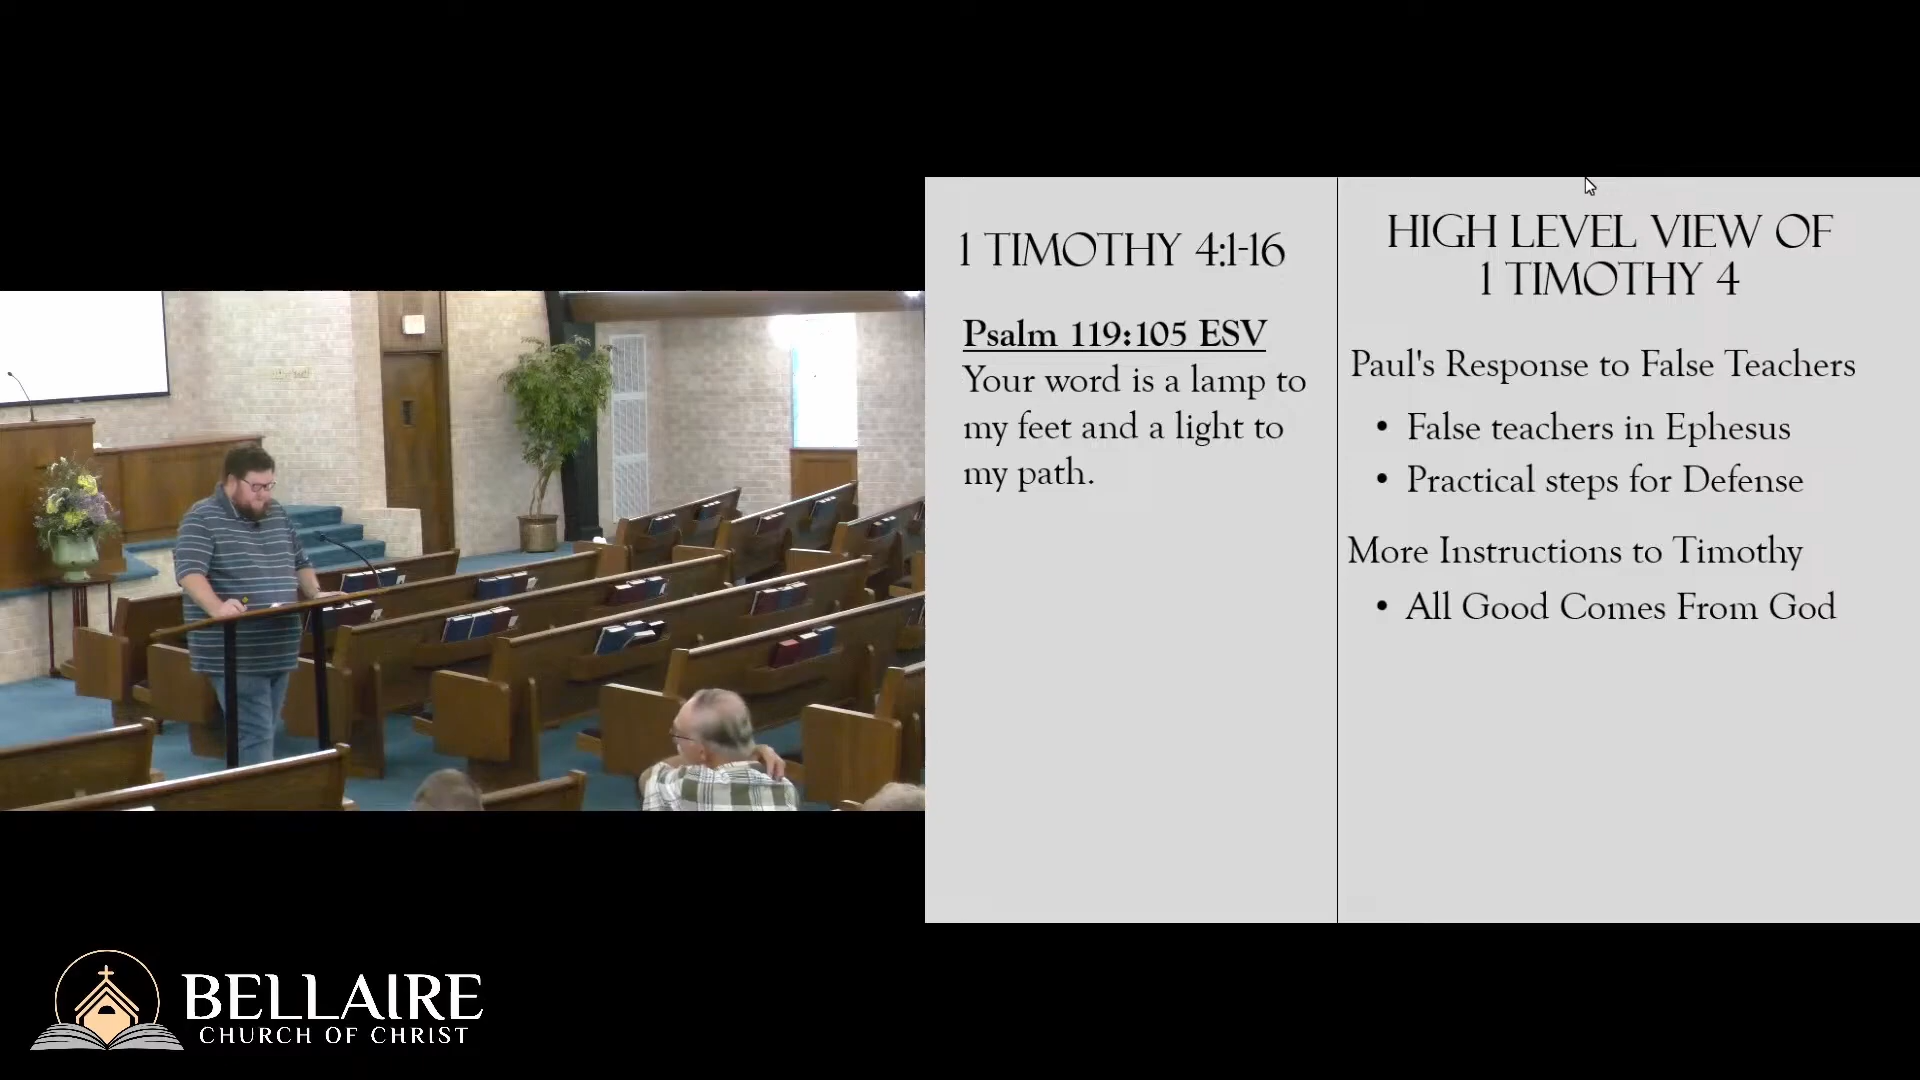 1 TIMOTHY 4:1-16
Psalm 119:105 ESV
Your word is a lamp to
my feet and a light to
my path.
HIGH LEVEL VIEW OF
1 TIMOTHY 4
Paul's Response to False Teachers
• False teachers in Ephesus
• Practical steps for Defense
More Instructions to Timothy
• All Good Comes From God
BELLAIRE
CHURCH OF CHRIST